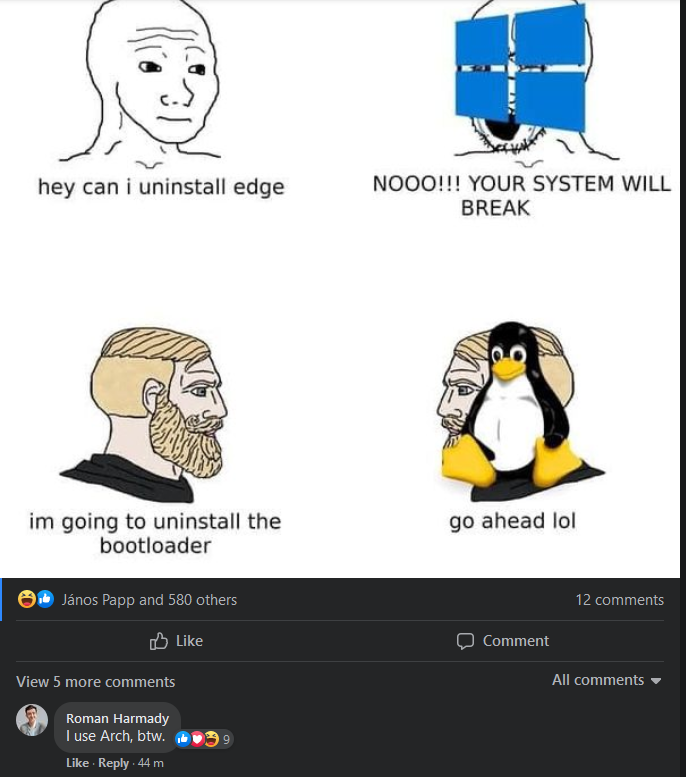 hey can i uninstall edge
NOOO!!! YOUR SYSTEM WILL
BREAK
im going to uninstall the
bootloader
go ahead lol
János Papp and 580 others
12 comments
Like
Comment
View 5 more comments
All comments
Roman Harmady
I use Arch, btw.
9
Like · Reply · 44 m